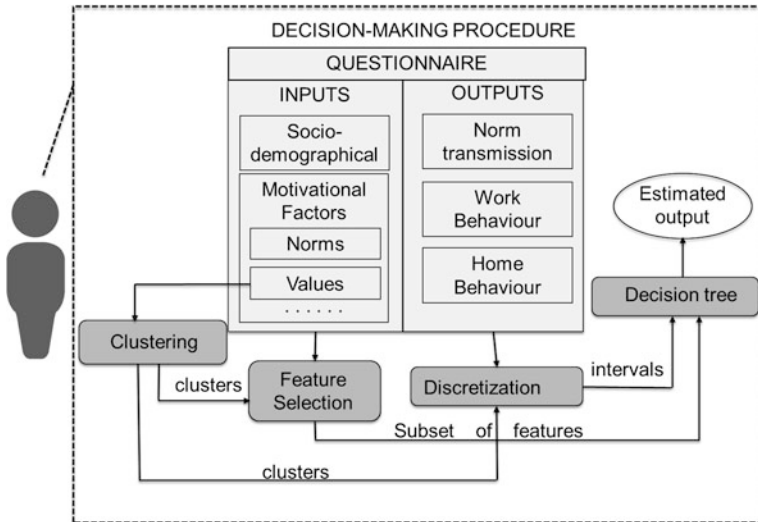 DECISION-MAKING PROCEDURE
QUESTIONNAIRE
INPUTS
Socio-
demographical
Motivational
Factors
Norms
Values
. . . . . .
OUTPUTS
Norm
transmission
Work
Behaviour
Home
Behaviour
Estimated
output
Decision tree
Clustering
clusters
Feature
Selection
Discretization
intervals
Subset of features
clusters